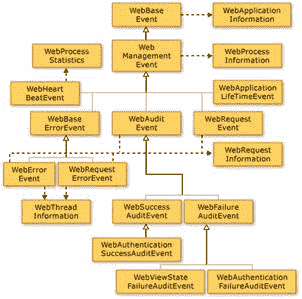 WebBase
Event
WebApplication
Information
WebProcess
Statistics
Web
Management
Event
WebProcess
Information
WebHeart
BeatEvent
WebApplication
LifeTimeEvent
WebBase
ErrorEvent
WebAudit
Event
WebRequest
Event
WebError
Event
WebRequest
ErrorEvent
WebRequest
Information
WebThread
Information
WebSuccess
AuditEvent
WebFailure
AuditEvent
WebAuthentication
SuccessAuditEvent
WebViewState
FailureAuditEvent
WebAuthentication
FailureAuditEvent